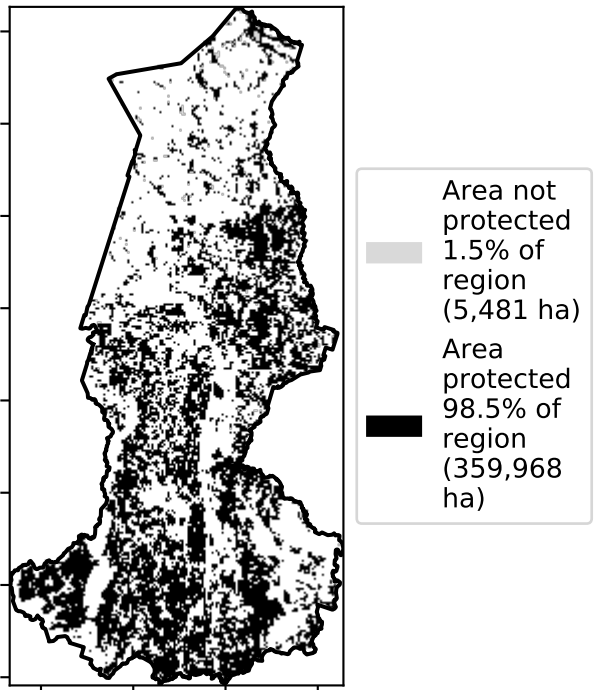 Area not
protected
1.5% of
region
(5,481 ha)
Area
protected
98.5% of
region
(359,968
ha)